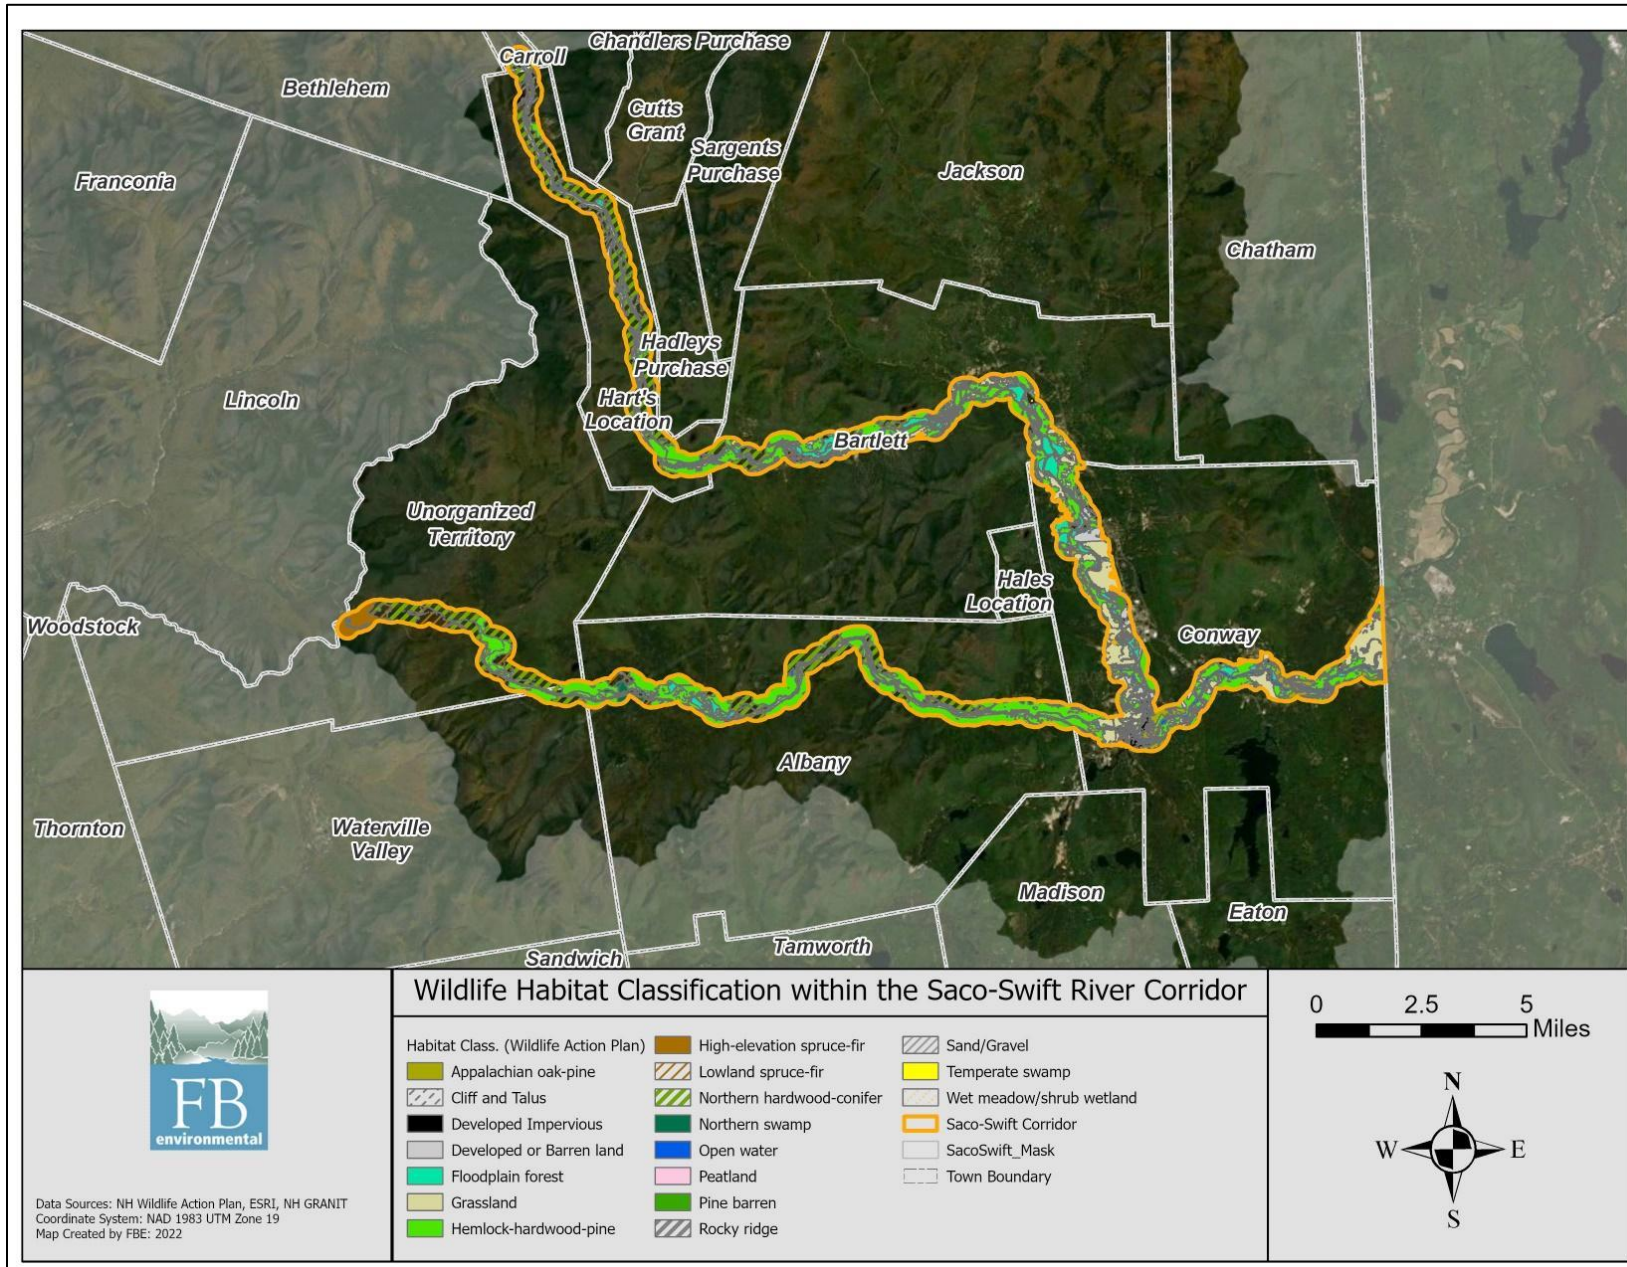 Chandlers Purchase
Carroll
Bethlehem
Cutts
Grant
Sargents
Purchase
Jackson
Franconia
Chatham
Hadleys
Purchase
Lincoln
Hart's
Location
Bartlett
Unorganized
Territory
Hales
Location
Woodstock
Conway
Albany
Thornton
Waterville
Valley
Madison
Eaton
Tamworth
Sandwich
FB
environmental
Data Sources: NH Wildlife Action Plan, ESRI, NH GRANIT
Coordinate System: NAD 1983 UTM Zone 19
Map Created by FBE: 2022
Wildlife Habitat Classification within the Saco-Swift River Corridor
Habitat Class. (Wildlife Action Plan)
Appalachian oak-pine
Cliff and Talus
Developed Impervious
Developed or Barren land
Floodplain forest
Grassland
Hemlock-hardwood-pine
High-elevation spruce-fir
Lowland spruce-fir
Northern hardwood-conifer
Northern swamp
Open water
Peatland
Pine barren
Rocky ridge
Sand/Gravel
Temperate swamp
Wet meadow/shrub wetland
Saco-Swift Corridor
SacoSwift_Mask
Town Boundary
0 2.5 5
Miles
N
W E
S